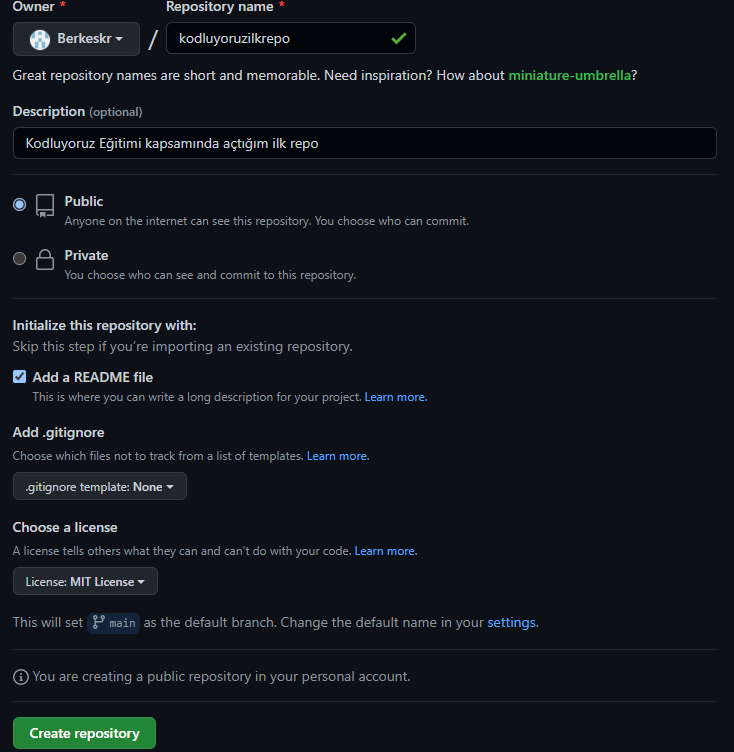 Owner * Repository name *
Berkeskr / kodluyoruzilkrepo
Great repository names are short and memorable. Need inspiration? How about miniature-umbrella?
Description (optional)
Kodluyoruz Eğitimi kapsamında açtığım ilk repo
Public
Anyone on the internet can see this repository. You choose who can commit.
Private
You choose who can see and commit to this repository.
Initialize this repository with:
Skip this step if you're importing an existing repository.
Add a README file
This is where you can write a long description for your project. Learn more.
Add .gitignore
Choose which files not to track from a list of templates. Learn more.
.gitignore template: None
Choose a license
A license tells others what they can and can't do with your code. Learn more.
License: MIT License
This will set main as the default branch. Change the default name in your settings.
You are creating a public repository in your personal account.
Create repository